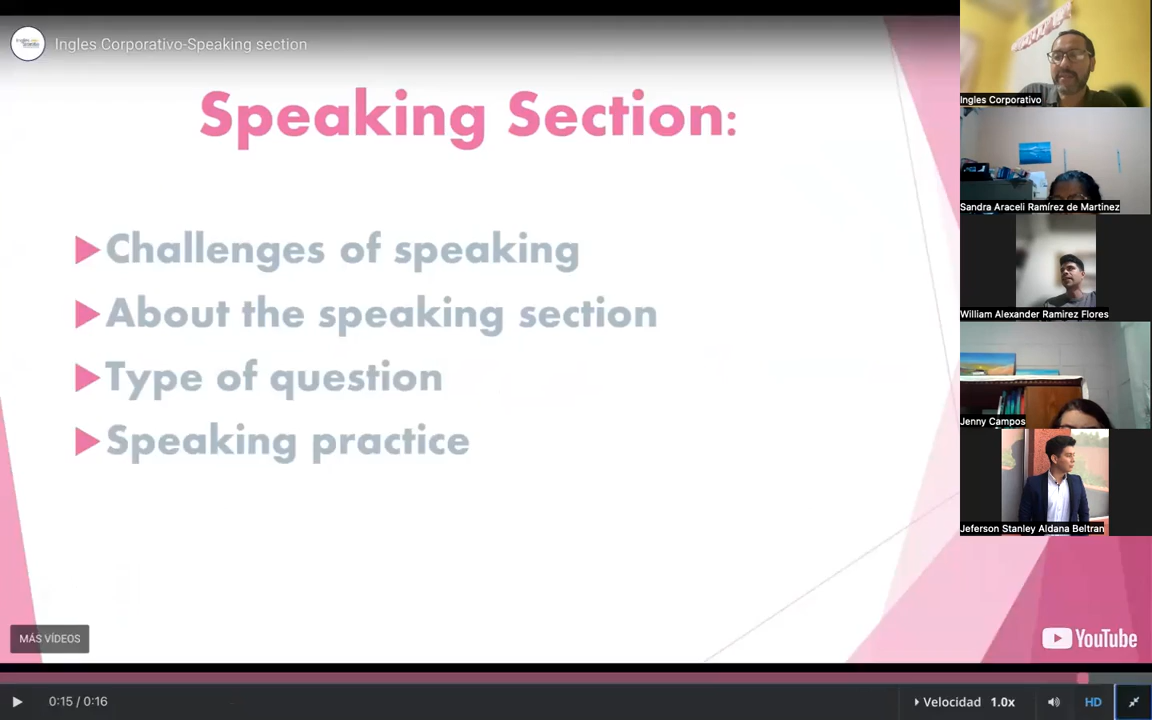 Ingles Corporativo-Speaking section
Speaking Section:
Challenges of speaking
About the speaking section
Type of question
Speaking practice
Ingles Corporativo
Sandra Araceli Ramírez de Martinez
William Alexander Ramirez Flores
Jenny Campos
Jeferson Stanley Aldana Beltran
MÁS VÍDEOS
YouTube
0:15 / 0:16
Velocidad 1.0x
HD